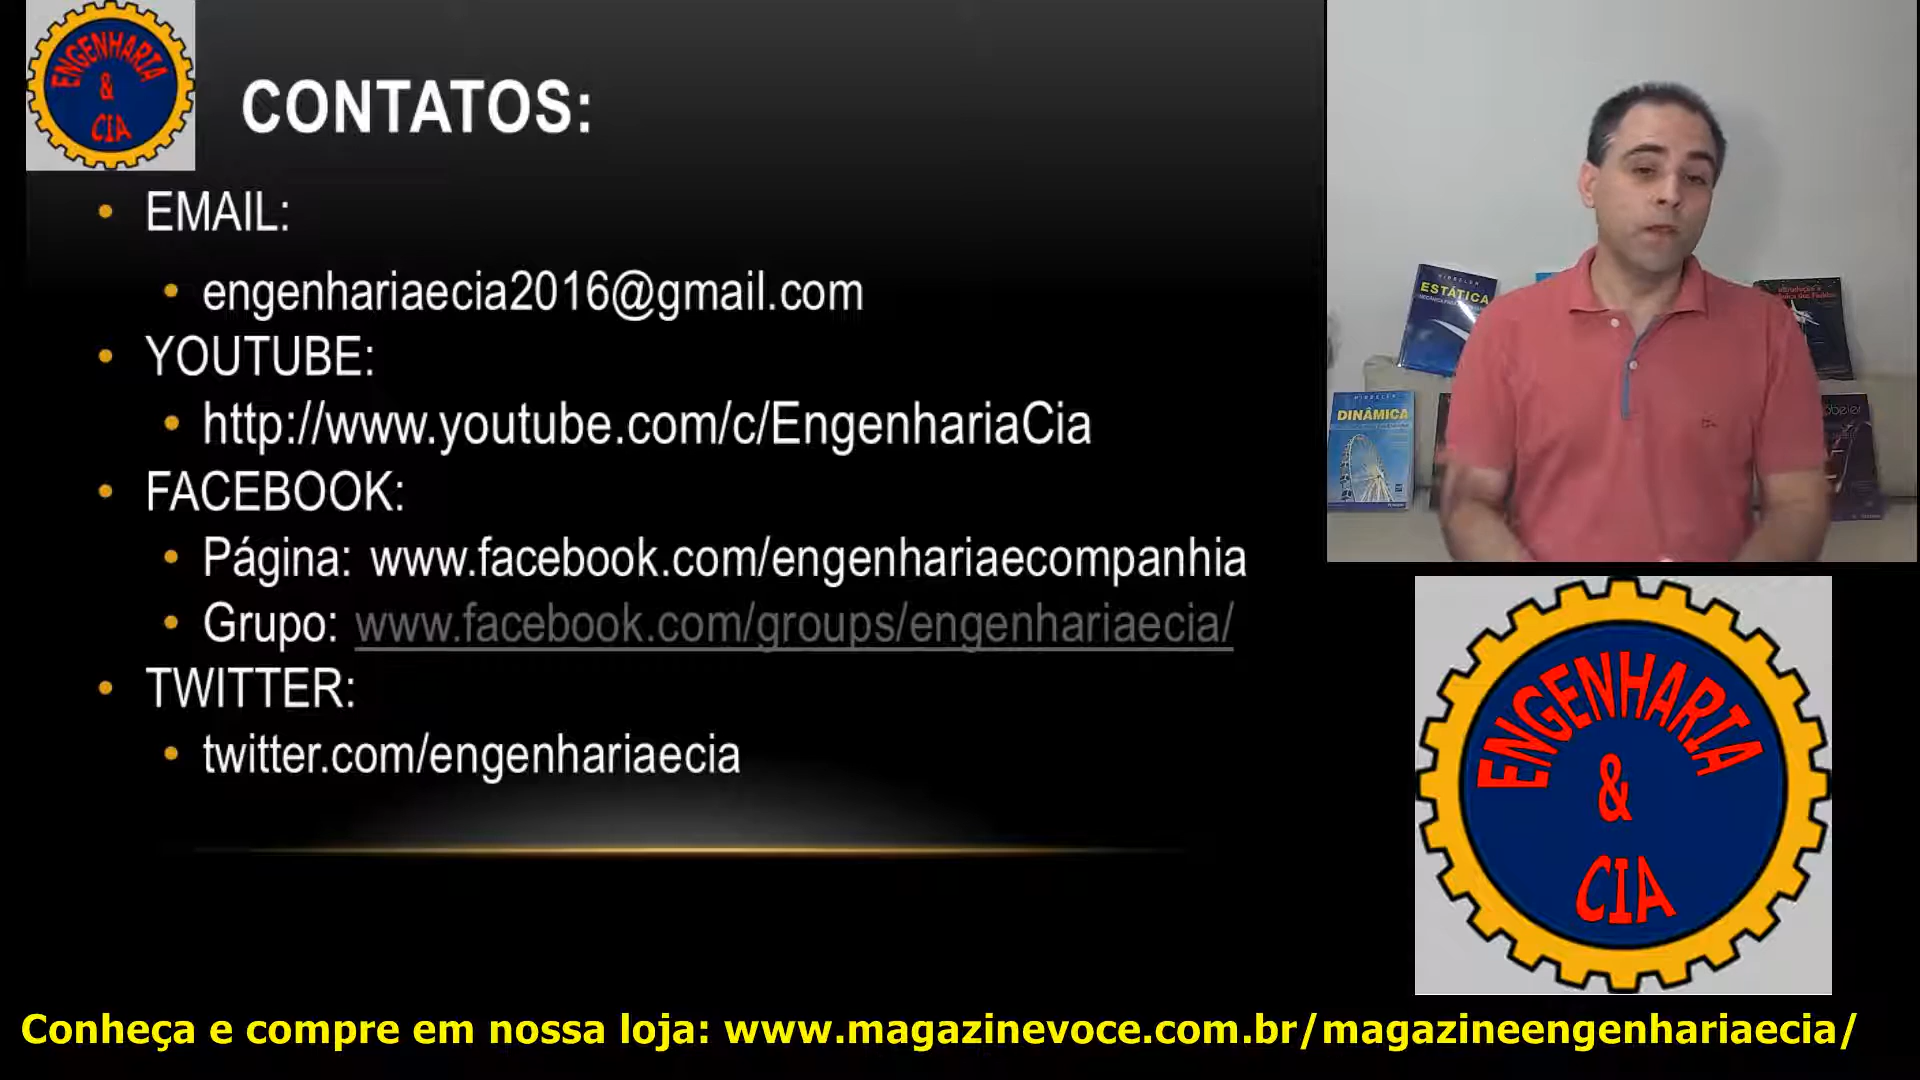 ENGENHARIA
&
CIA
CONTATOS:
• EMAIL:
• engenhariaecia2016@gmail.com
• YOUTUBE:
• http://www.youtube.com/c/EngenhariaCia
• FACEBOOK:
• Página: www.facebook.com/engenhariaecompanhia
• Grupo: www.facebook.com/groups/engenhariaecia/
• TWITTER:
• twitter.com/engenhariaecia
HIBBELER
ESTÁTICA
HIBBELER
DINÂMICA
ENGENHARIA
&
CIA
Conheça e compre em nossa loja: www.magazinevoce.com.br/magazineengenhariaecia/